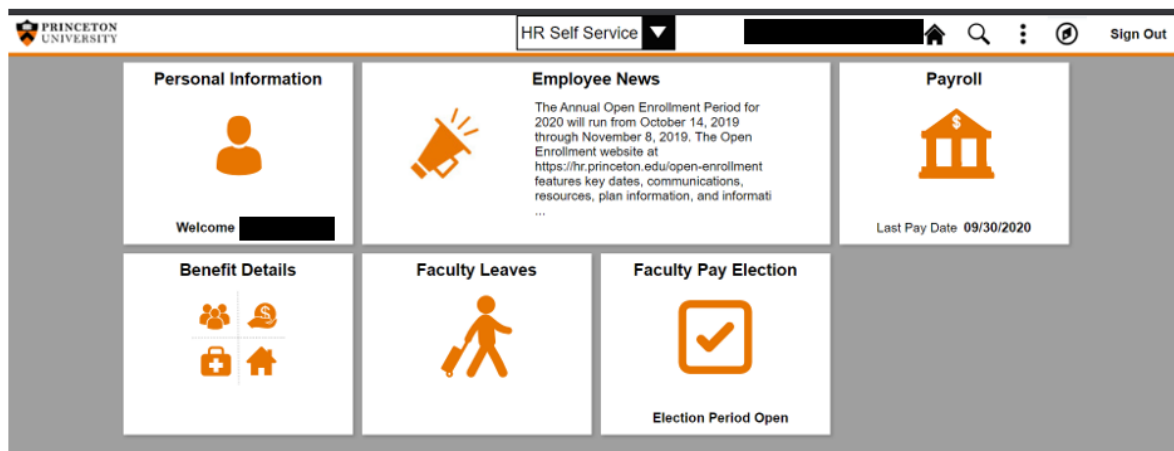 PRINCETON
UNIVERSITY
HR Self Service
Sign Out
Personal Information
Welcome
Employee News
The Annual Open Enrollment Period for
2020 will run from October 14, 2019
through November 8, 2019. The Open
Enrollment website at
https://hr.princeton.edu/open-enrollment
features key dates, communications,
resources, plan information, and informati
...
Payroll
$
Last Pay Date 09/30/2020
Benefit Details
$
Faculty Leaves
Faculty Pay Election
Election Period Open